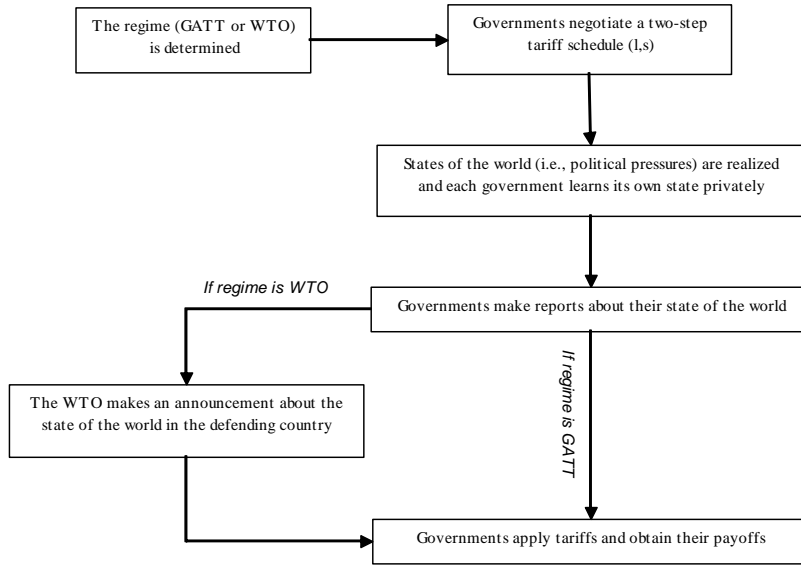 The regime (GATT or WTO)
is determined
Governments negotiate a two-step
tariff schedule (l,s)
States of the world (i.e., political pressures) are realized
and each government learns its own state privately
If regime is WTO
Governments make reports about their state of the world
The WTO makes an announcement about the
state of the world in the defending country
If regime is GATT
Governments apply tariffs and obtain their payoffs